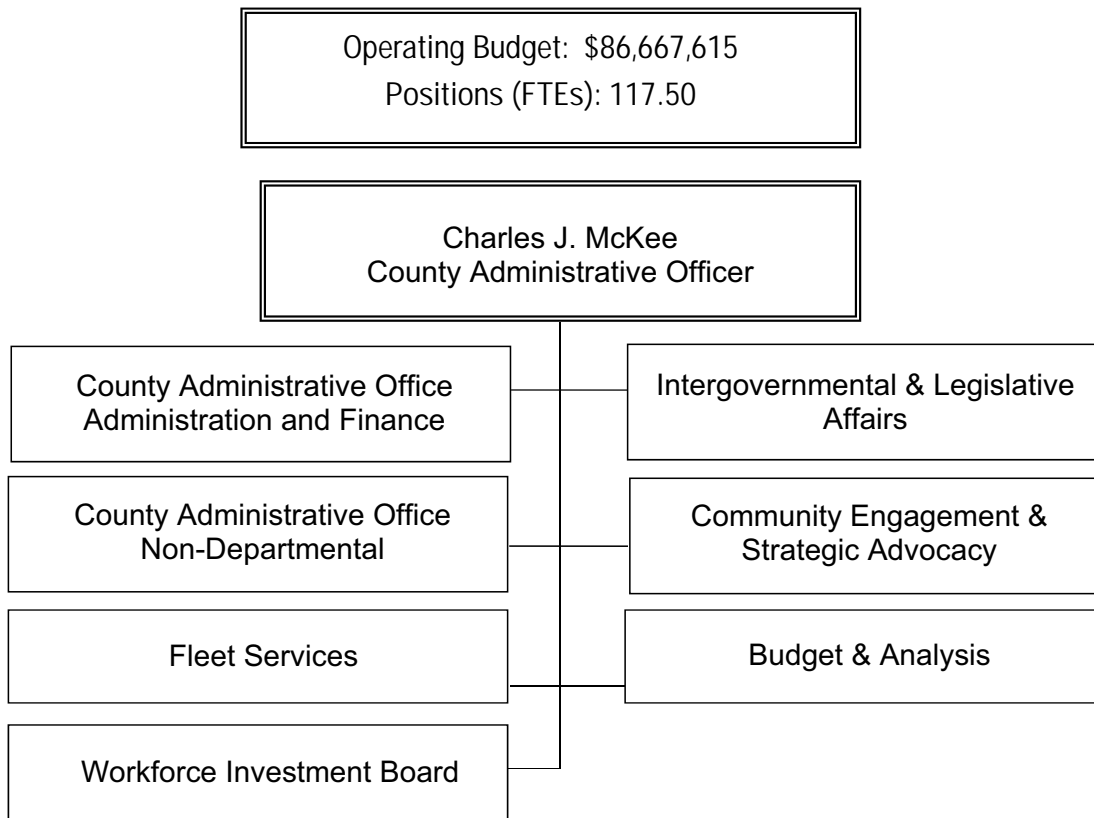 Operating Budget:  $86,667,615
Positions (FTEs): 117.50
Charles J. McKee
County Administrative Officer
County Administrative Office
Administration and Finance
Intergovernmental & Legislative
Affairs
County Administrative Office
Non-Departmental
Community Engagement &
Strategic Advocacy
Fleet Services
Budget & Analysis
Workforce Investment Board